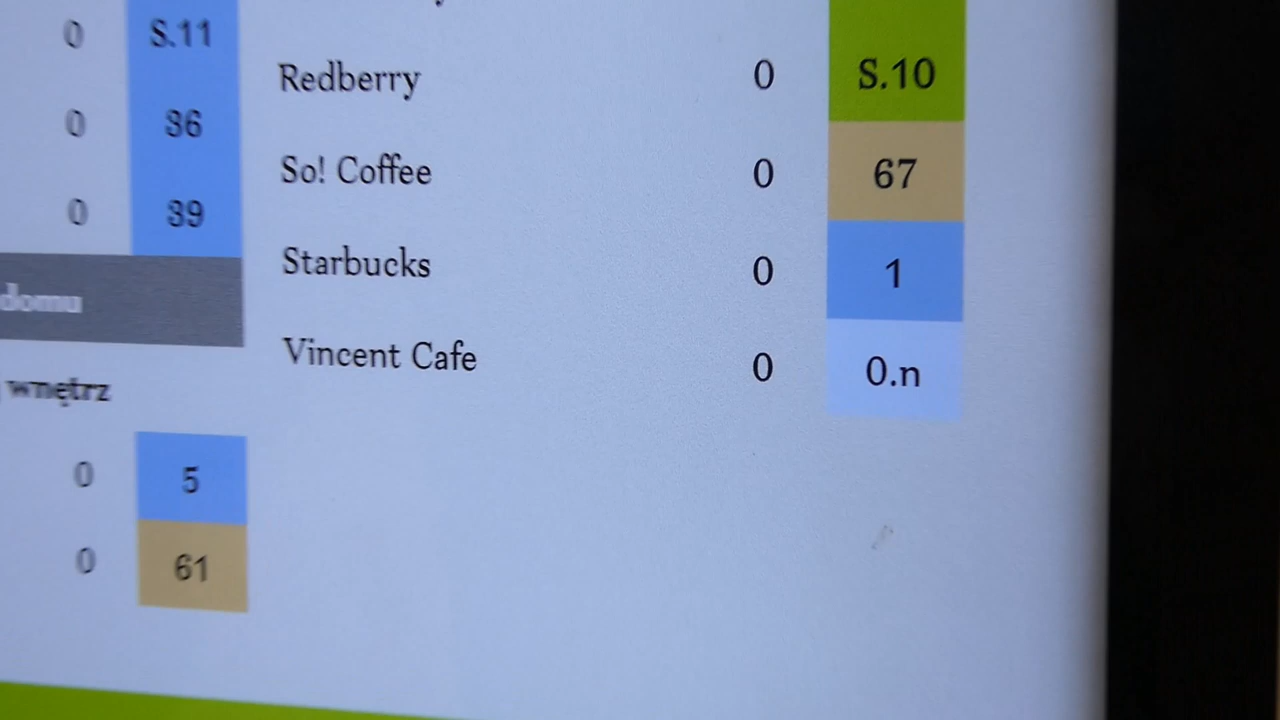 0 S.11
0 36
0 39
domu
wnętrz
0 5
0 61
Redberry 0 S.10
So! Coffee 0 67
Starbucks 0 1
Vincent Cafe 0 0.n